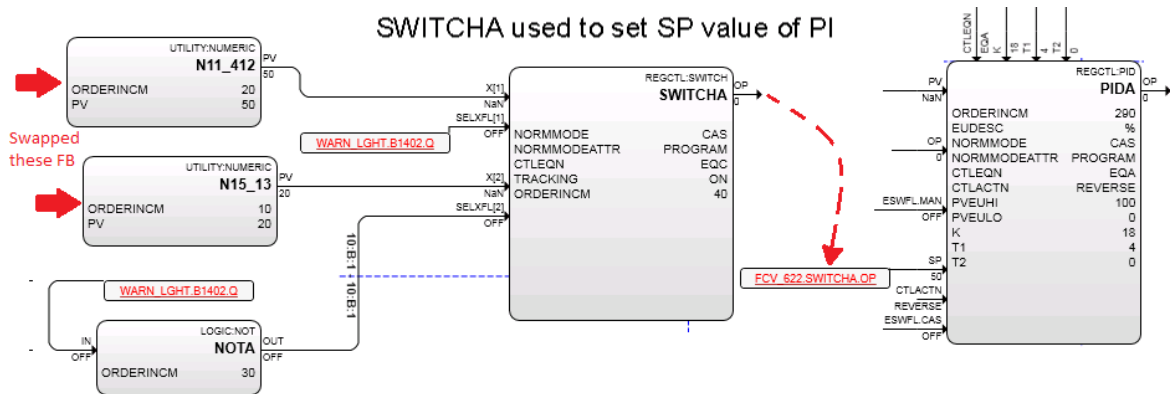 SWITCHA used to set SP value of PI
UTILITY:NUMERIC
N11_412
PV
50
ORDERINCM 20
PV 50
Swapped
these FB
UTILITY:NUMERIC
N15_13
PV
20
ORDERINCM 10
PV 20
WARN_LGHT.B1402.Q
LOGIC:NOT
NOTA
IN
OFF
OUT
OFF
ORDERINCM 30
10:B:1 - 10:B:1
WARN_LGHT.B1402.Q
REGCTL:SWITCH
SWITCHA
X[1]
NaN
SELXFL[1]
OFF
X[2]
NaN
SELXFL[2]
OFF
OP
0
NORMMODE CAS
NORMMODEATTR PROGRAM
CTLEQN EQC
TRACKING ON
ORDERINCM 40
FCV_622.SWITCHA.OP
CTLEQN
EQA
K
18
T1
4
T2
0
REGCTL:PID
PIDA
OP
0
PV
NaN
OP
0
ESWFL.MAN
OFF
SP
50
CTLACTN
REVERSE
ESWFL.CAS
OFF
ORDERINCM 290
EUDESC %
NORMMODE CAS
NORMMODEATTR PROGRAM
CTLEQN EQA
CTLACTN REVERSE
PVEUHI 100
PVEULO 0
K 18
T1 4
T2 0